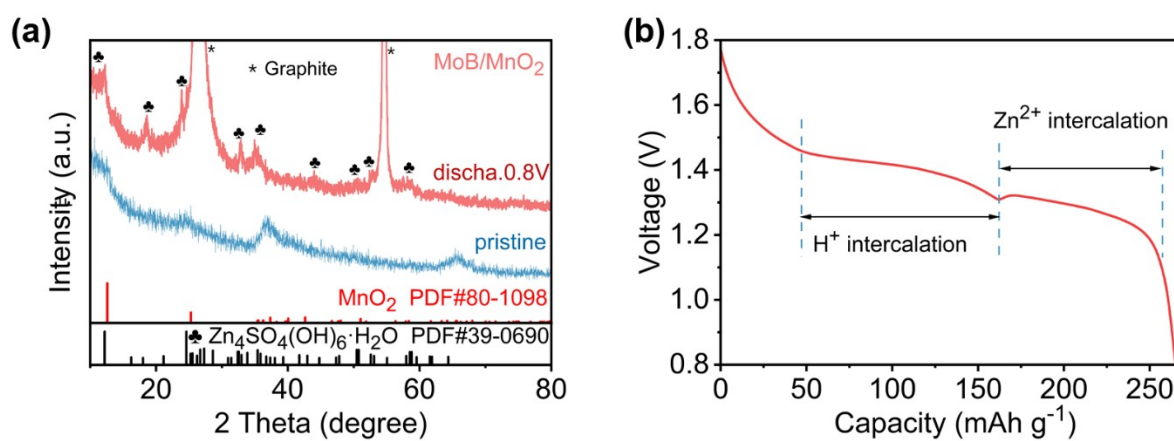 (a)
Intensity (a.u.)
*
*
* Graphite
MoB/MnO₂
♣ ♣ ♣ ♣ ♣ ♣ ♣ ♣ ♣
discha.0.8V
pristine
MnO₂ PDF#80-1098
♣ Zn₄SO₄(OH)₆·H₂O PDF#39-0690
20 40 60 80
2 Theta (degree)
(b)
Voltage (V)
1.8
1.6
1.4
1.2
1.0
0.8
Zn²⁺ intercalation
H⁺ intercalation
0 50 100 150 200 250
Capacity (mAh g⁻¹)